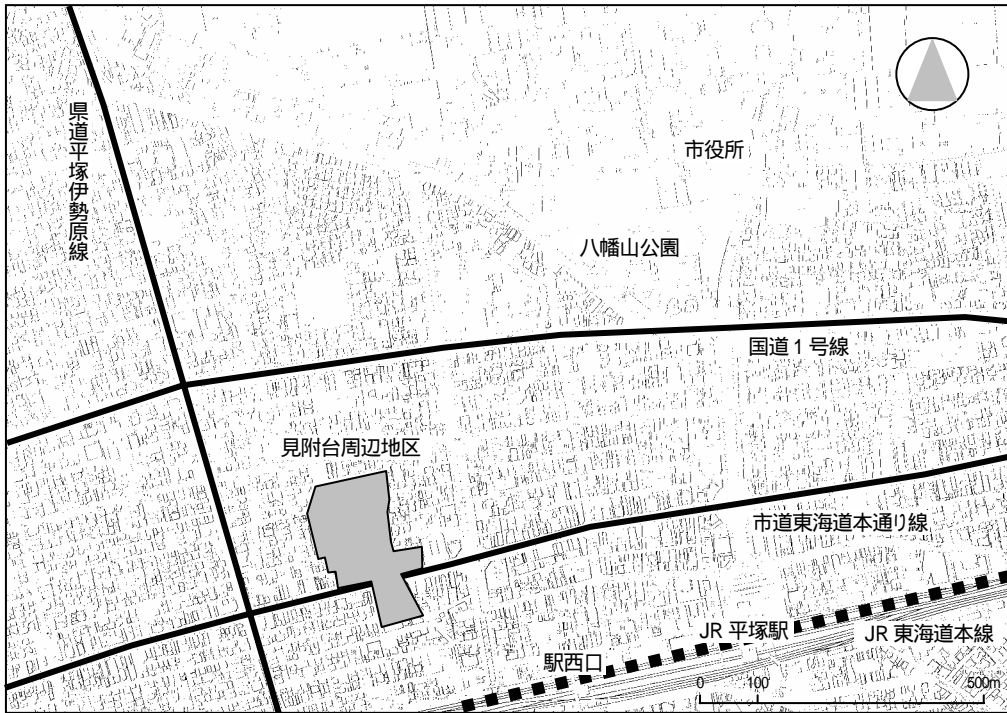 県道平塚伊勢原線
市役所
八幡山公園
国道1号線
見附台周辺地区
市道東海道本通り線
JR 平塚駅
JR 東海道本線
駅西口
0 100 500m